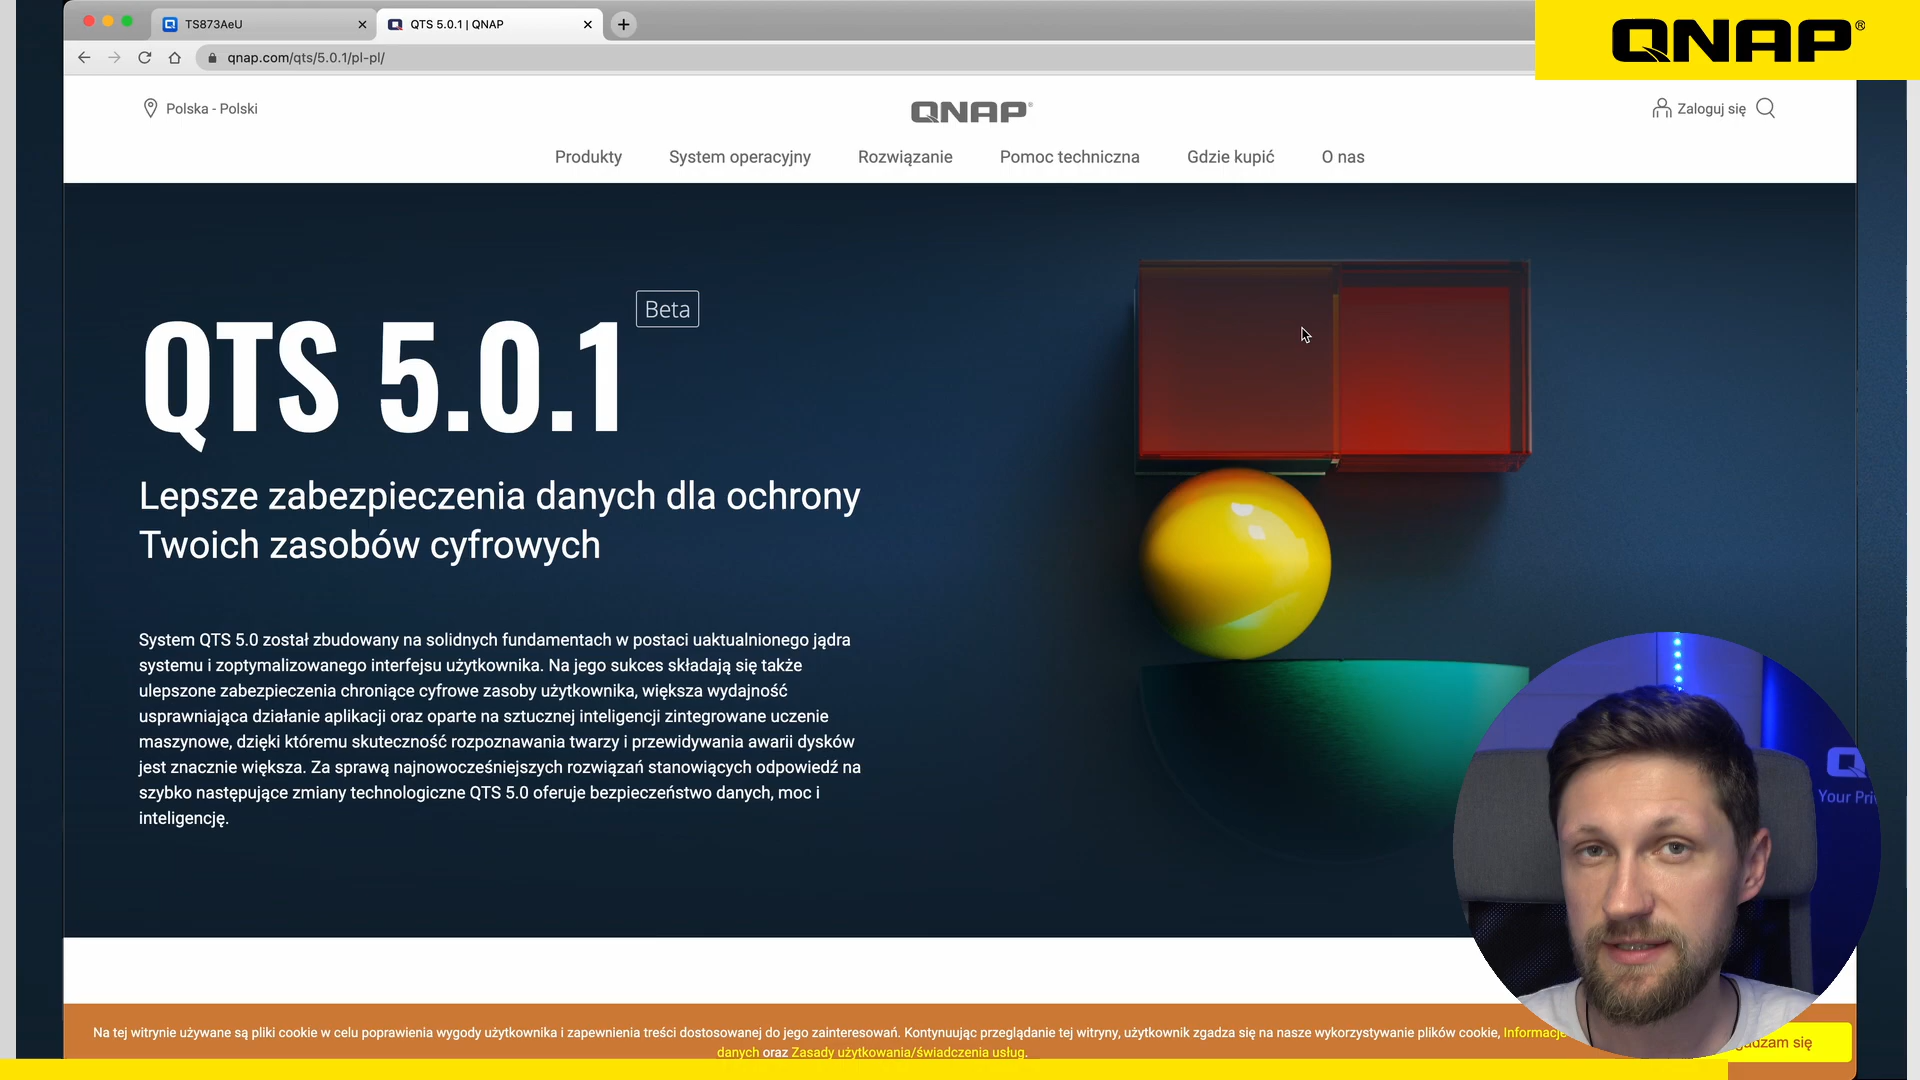 TS873AeU
QTS 5.0.1 | QNAP
QNAP®
qnap.com/qts/5.0.1/pl-pl/
Polska - Polski
QNAP®
Zaloguj się
Produkty
System operacyjny
Rozwiązanie
Pomoc techniczna
Gdzie kupić
O nas
Beta
QTS 5.0.1
Lepsze zabezpieczenia danych dla ochrony
Twoich zasobów cyfrowych
System QTS 5.0 został zbudowany na solidnych fundamentach w postaci uaktualnionego jądra
systemu i zoptymalizowanego interfejsu użytkownika. Na jego sukces składają się także
ulepszone zabezpieczenia chroniące cyfrowe zasoby użytkownika, większa wydajność
usprawniająca działanie aplikacji oraz oparte na sztucznej inteligencji zintegrowane uczenie
maszynowe, dzięki któremu skuteczność rozpoznawania twarzy i przewidywania awarii dysków
jest znacznie większa. Za sprawą najnowocześniejszych rozwiązań stanowiących odpowiedź na
szybko następujące zmiany technologiczne QTS 5.0 oferuje bezpieczeństwo danych, moc i
inteligencję.
Your
Na tej witrynie używane są pliki cookie w celu poprawienia wygody użytkownika i zapewnienia treści dostosowanej do jego zainteresowań. Kontynuując przeglądanie tej witryny, użytkownik zgadza się na nasze wykorzystywanie plików cookie,
danych oraz Zasady użytkowania/świadczenia usług.
się